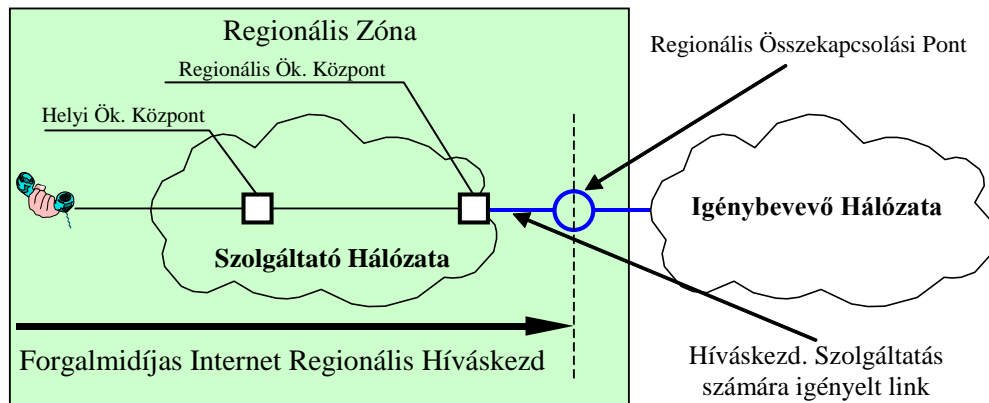 Regionális Zóna
Regionális Összekapcsolási Pont
Regionális Ök. Központ
Helyi Ök. Központ
Igénybevevő Hálózata
Szolgáltató Hálózata
Forgalmidíjas Internet Regionális Híváskezd
Híváskezd. Szolgáltatás
számára igényelt link